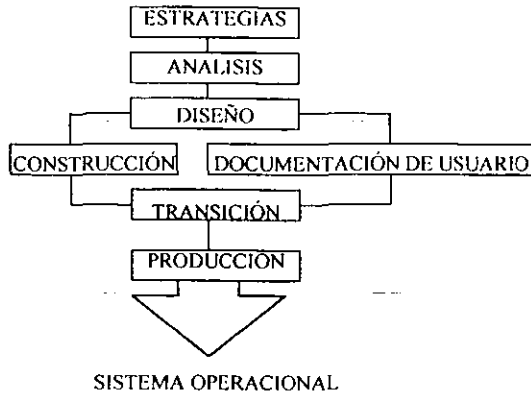 ESTRATEGIAS
ANALISIS
DISEÑO
CONSTRUCCIÓN DOCUMENTACIÓN DE USUARIO
TRANSICIÓN
PRODUCCIÓN
SISTEMA OPERACIONAL